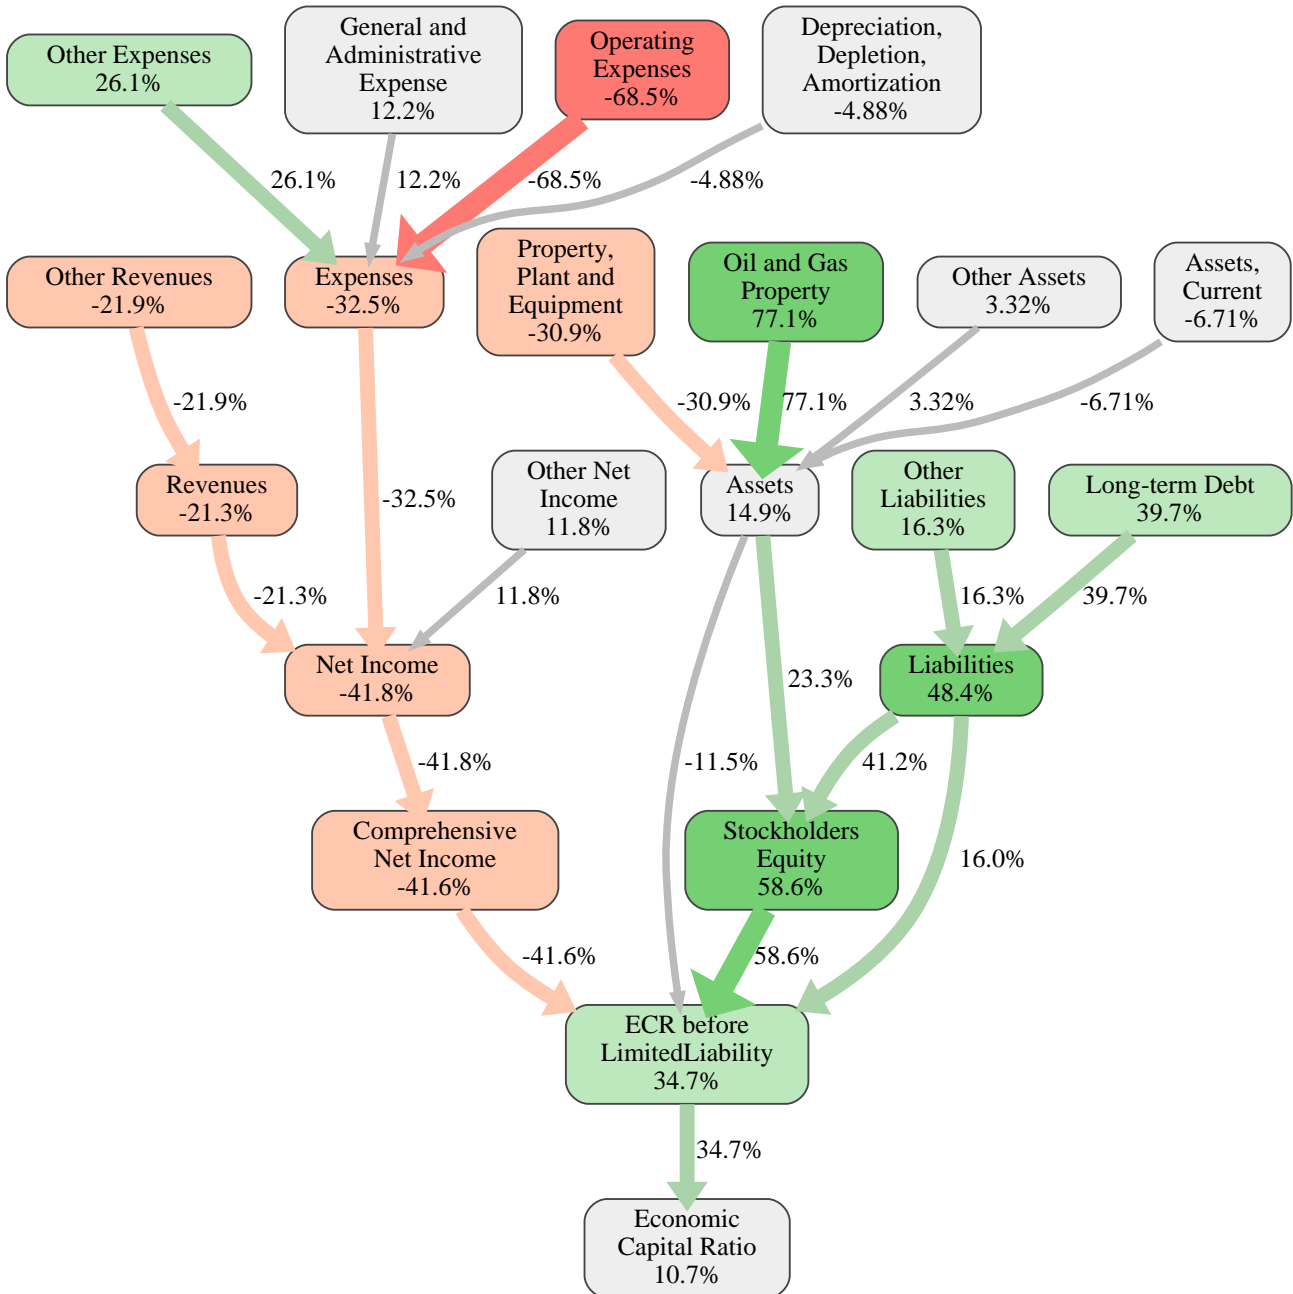 Other Expenses
26.1%
General and
Administrative
Expense
12.2%
Operating
Expenses
-68.5%
Depreciation,
Depletion,
Amortization
-4.88%
26.1%
12.2%
-68.5%
-4.88%
Other Revenues
-21.9%
Expenses
-32.5%
Property,
Plant and
Equipment
-30.9%
Oil and Gas
Property
77.1%
Other Assets
3.32%
Assets,
Current
-6.71%
-21.9%
-30.9%
77.1%
3.32%
-6.71%
Revenues
-21.3%
-32.5%
Other Net
Income
11.8%
Assets
14.9%
Other
Liabilities
16.3%
Long-term Debt
39.7%
-21.3%
11.8%
16.3%
39.7%
Net Income
-41.8%
23.3%
Liabilities
48.4%
-41.8%
-11.5%
41.2%
Comprehensive
Net Income
-41.6%
Stockholders
Equity
58.6%
16.0%
-41.6%
58.6%
ECR before
LimitedLiability
34.7%
34.7%
Economic
Capital Ratio
10.7%